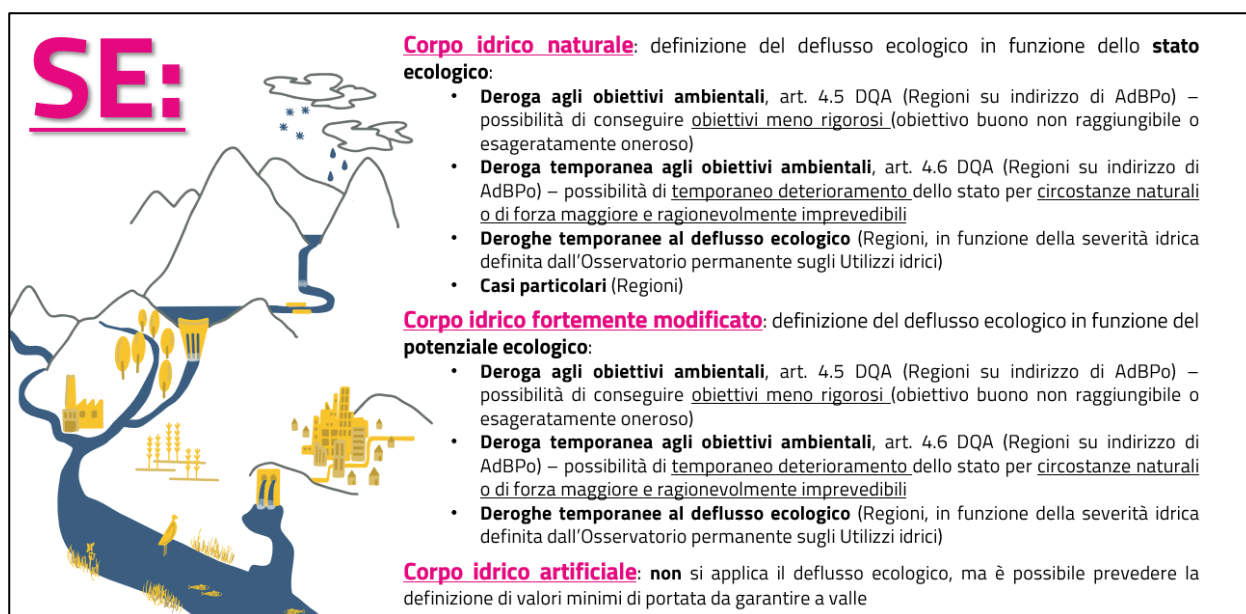 SE:
Corpo idrico naturale: definizione del deflusso ecologico in funzione dello stato
ecologico:
• Deroga agli obiettivi ambientali, art. 4.5 DQA (Regioni su indirizzo di AdBPo) –
possibilità di conseguire obiettivi meno rigorosi (obiettivo buono non raggiungibile o
esageratamente oneroso)
• Deroga temporanea agli obiettivi ambientali, art. 4.6 DQA (Regioni su indirizzo di
AdBPo) – possibilità di temporaneo deterioramento dello stato per circostanze naturali
o di forza maggiore e ragionevolmente imprevedibili
• Deroghe temporanee al deflusso ecologico (Regioni, in funzione della severità idrica
definita dall’Osservatorio permanente sugli Utilizzi idrici)
• Casi particolari (Regioni)
Corpo idrico fortemente modificato: definizione del deflusso ecologico in funzione del
potenziale ecologico:
• Deroga agli obiettivi ambientali, art. 4.5 DQA (Regioni su indirizzo di AdBPo) –
possibilità di conseguire obiettivi meno rigorosi (obiettivo buono non raggiungibile o
esageratamente oneroso)
• Deroga temporanea agli obiettivi ambientali, art. 4.6 DQA (Regioni su indirizzo di
AdBPo) – possibilità di temporaneo deterioramento dello stato per circostanze naturali
o di forza maggiore e ragionevolmente imprevedibili
• Deroghe temporanee al deflusso ecologico (Regioni, in funzione della severità idrica
definita dall’Osservatorio permanente sugli Utilizzi idrici)
Corpo idrico artificiale: non si applica il deflusso ecologico, ma è possibile prevedere la
definizione di valori minimi di portata da garantire a valle